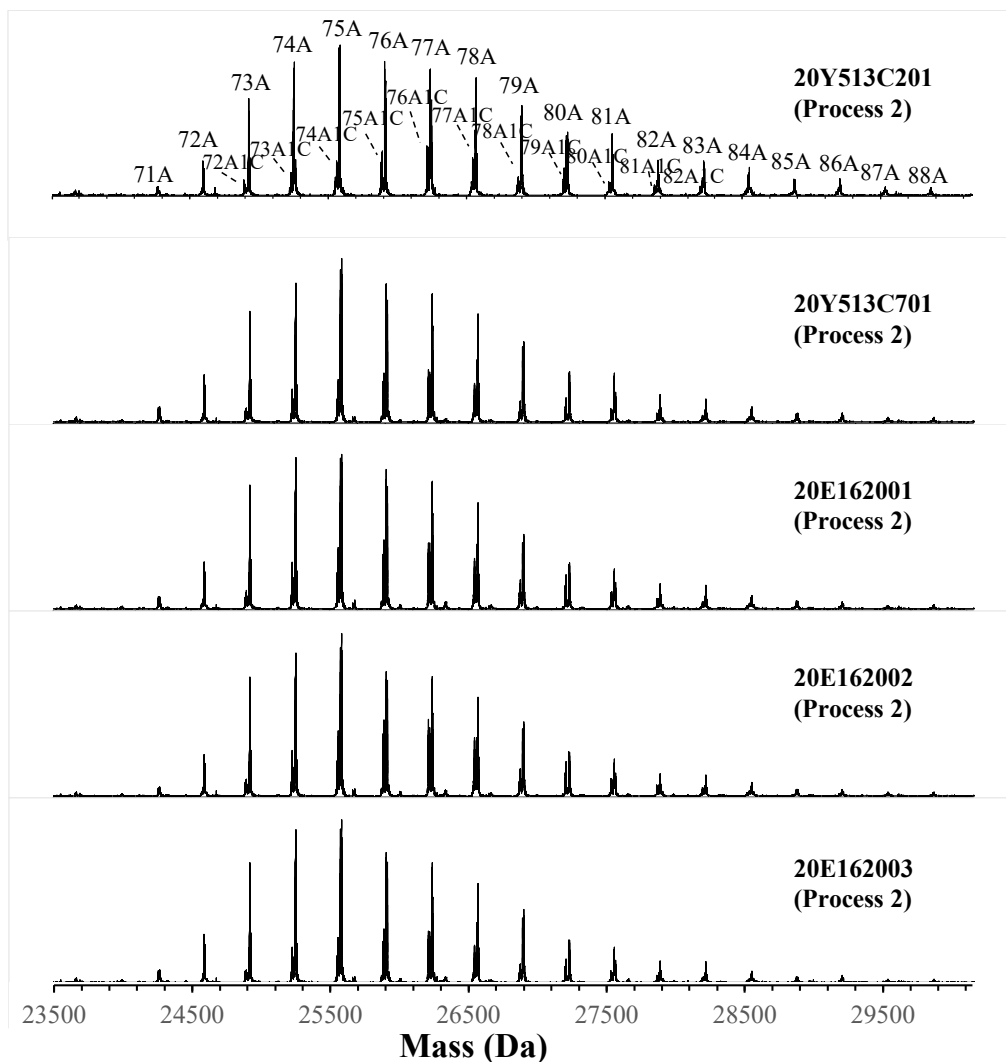 75A
74A
76A
77A
78A
73A
79A
76A1C
77A1C
75A1C
78A1C
74A1C
79A1C
73A1C
72A
72A1C
80A
80A1C
81A
81A1C
82A
82A1C
83A
84A
71A
85A
86A
87A
88A
20Y513C201
(Process 2)
20Y513C701
(Process 2)
20E162001
(Process 2)
20E162002
(Process 2)
20E162003
(Process 2)
23500 24500 25500 26500 27500 28500 29500
Mass (Da)